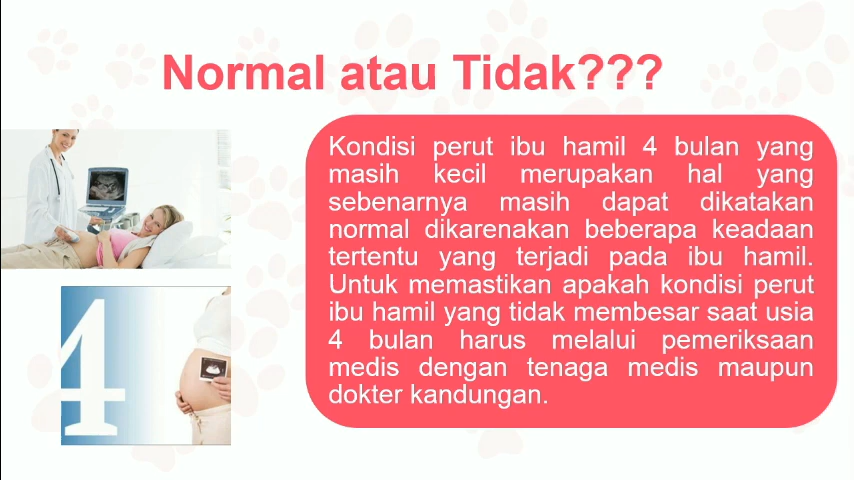 Normal atau Tidak???
Kondisi perut ibu hamil 4 bulan yang
masih kecil merupakan hal yang
sebenarnya masih dapat dikatakan
normal dikarenakan beberapa keadaan
tertentu yang terjadi pada ibu hamil.
Untuk memastikan apakah kondisi perut
ibu hamil yang tidak membesar saat usia
4 bulan harus melalui pemeriksaan
medis dengan tenaga medis maupun
dokter kandungan.
4